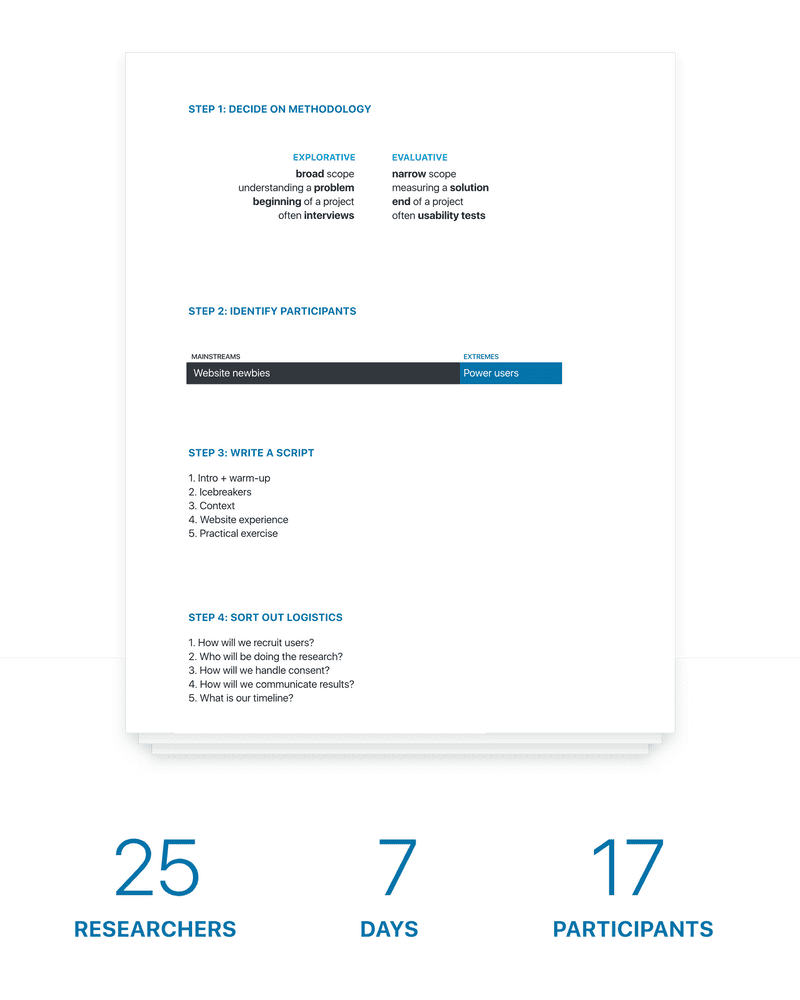 STEP 1: DECIDE ON METHODOLOGY
EXPLORATIVE
broad scope
understanding a problem
beginning of a project
often interviews
EVALUATIVE
narrow scope
measuring a solution
end of a project
often usability tests
STEP 2: IDENTIFY PARTICIPANTS
MAINSTREAMS
EXTREMES
Website newbies
Power users
STEP 3: WRITE A SCRIPT
1. Intro + warm-up
2. Icebreakers
3. Context
4. Website experience
5. Practical exercise
STEP 4: SORT OUT LOGISTICS
1. How will we recruit users?
2. Who will be doing the research?
3. How will we handle consent?
4. How will we communicate results?
5. What is our timeline?
25
RESEARCHERS
7
DAYS
17
PARTICIPANTS